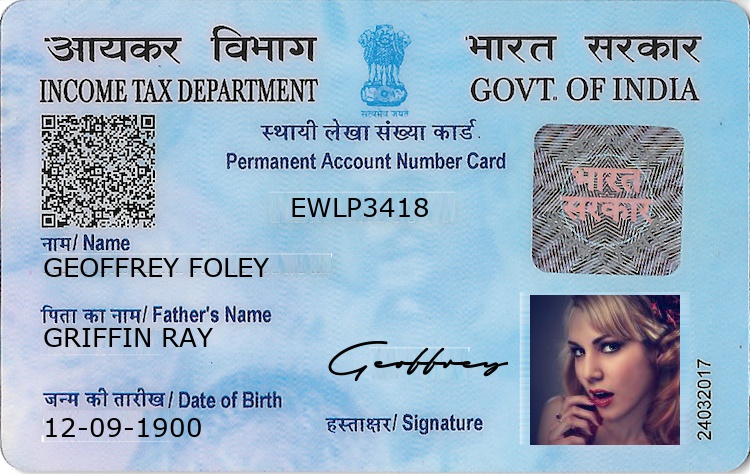 आयकर विभाग
INCOME TAX DEPARTMENT
भारत सरकार
GOVT. OF INDIA
सत्यमेव जयते
स्थायी लेखा संख्या कार्ड
Permanent Account Number Card
EWLP3418
भारत
सरकार
नाम/ Name
GEOFFREY FOLEY
पिता का नाम/ Father's Name
GRIFFIN RAY
जन्म की तारीख/ Date of Birth
12-09-1900
Geoffrey
हस्ताक्षर/ Signature
24032017